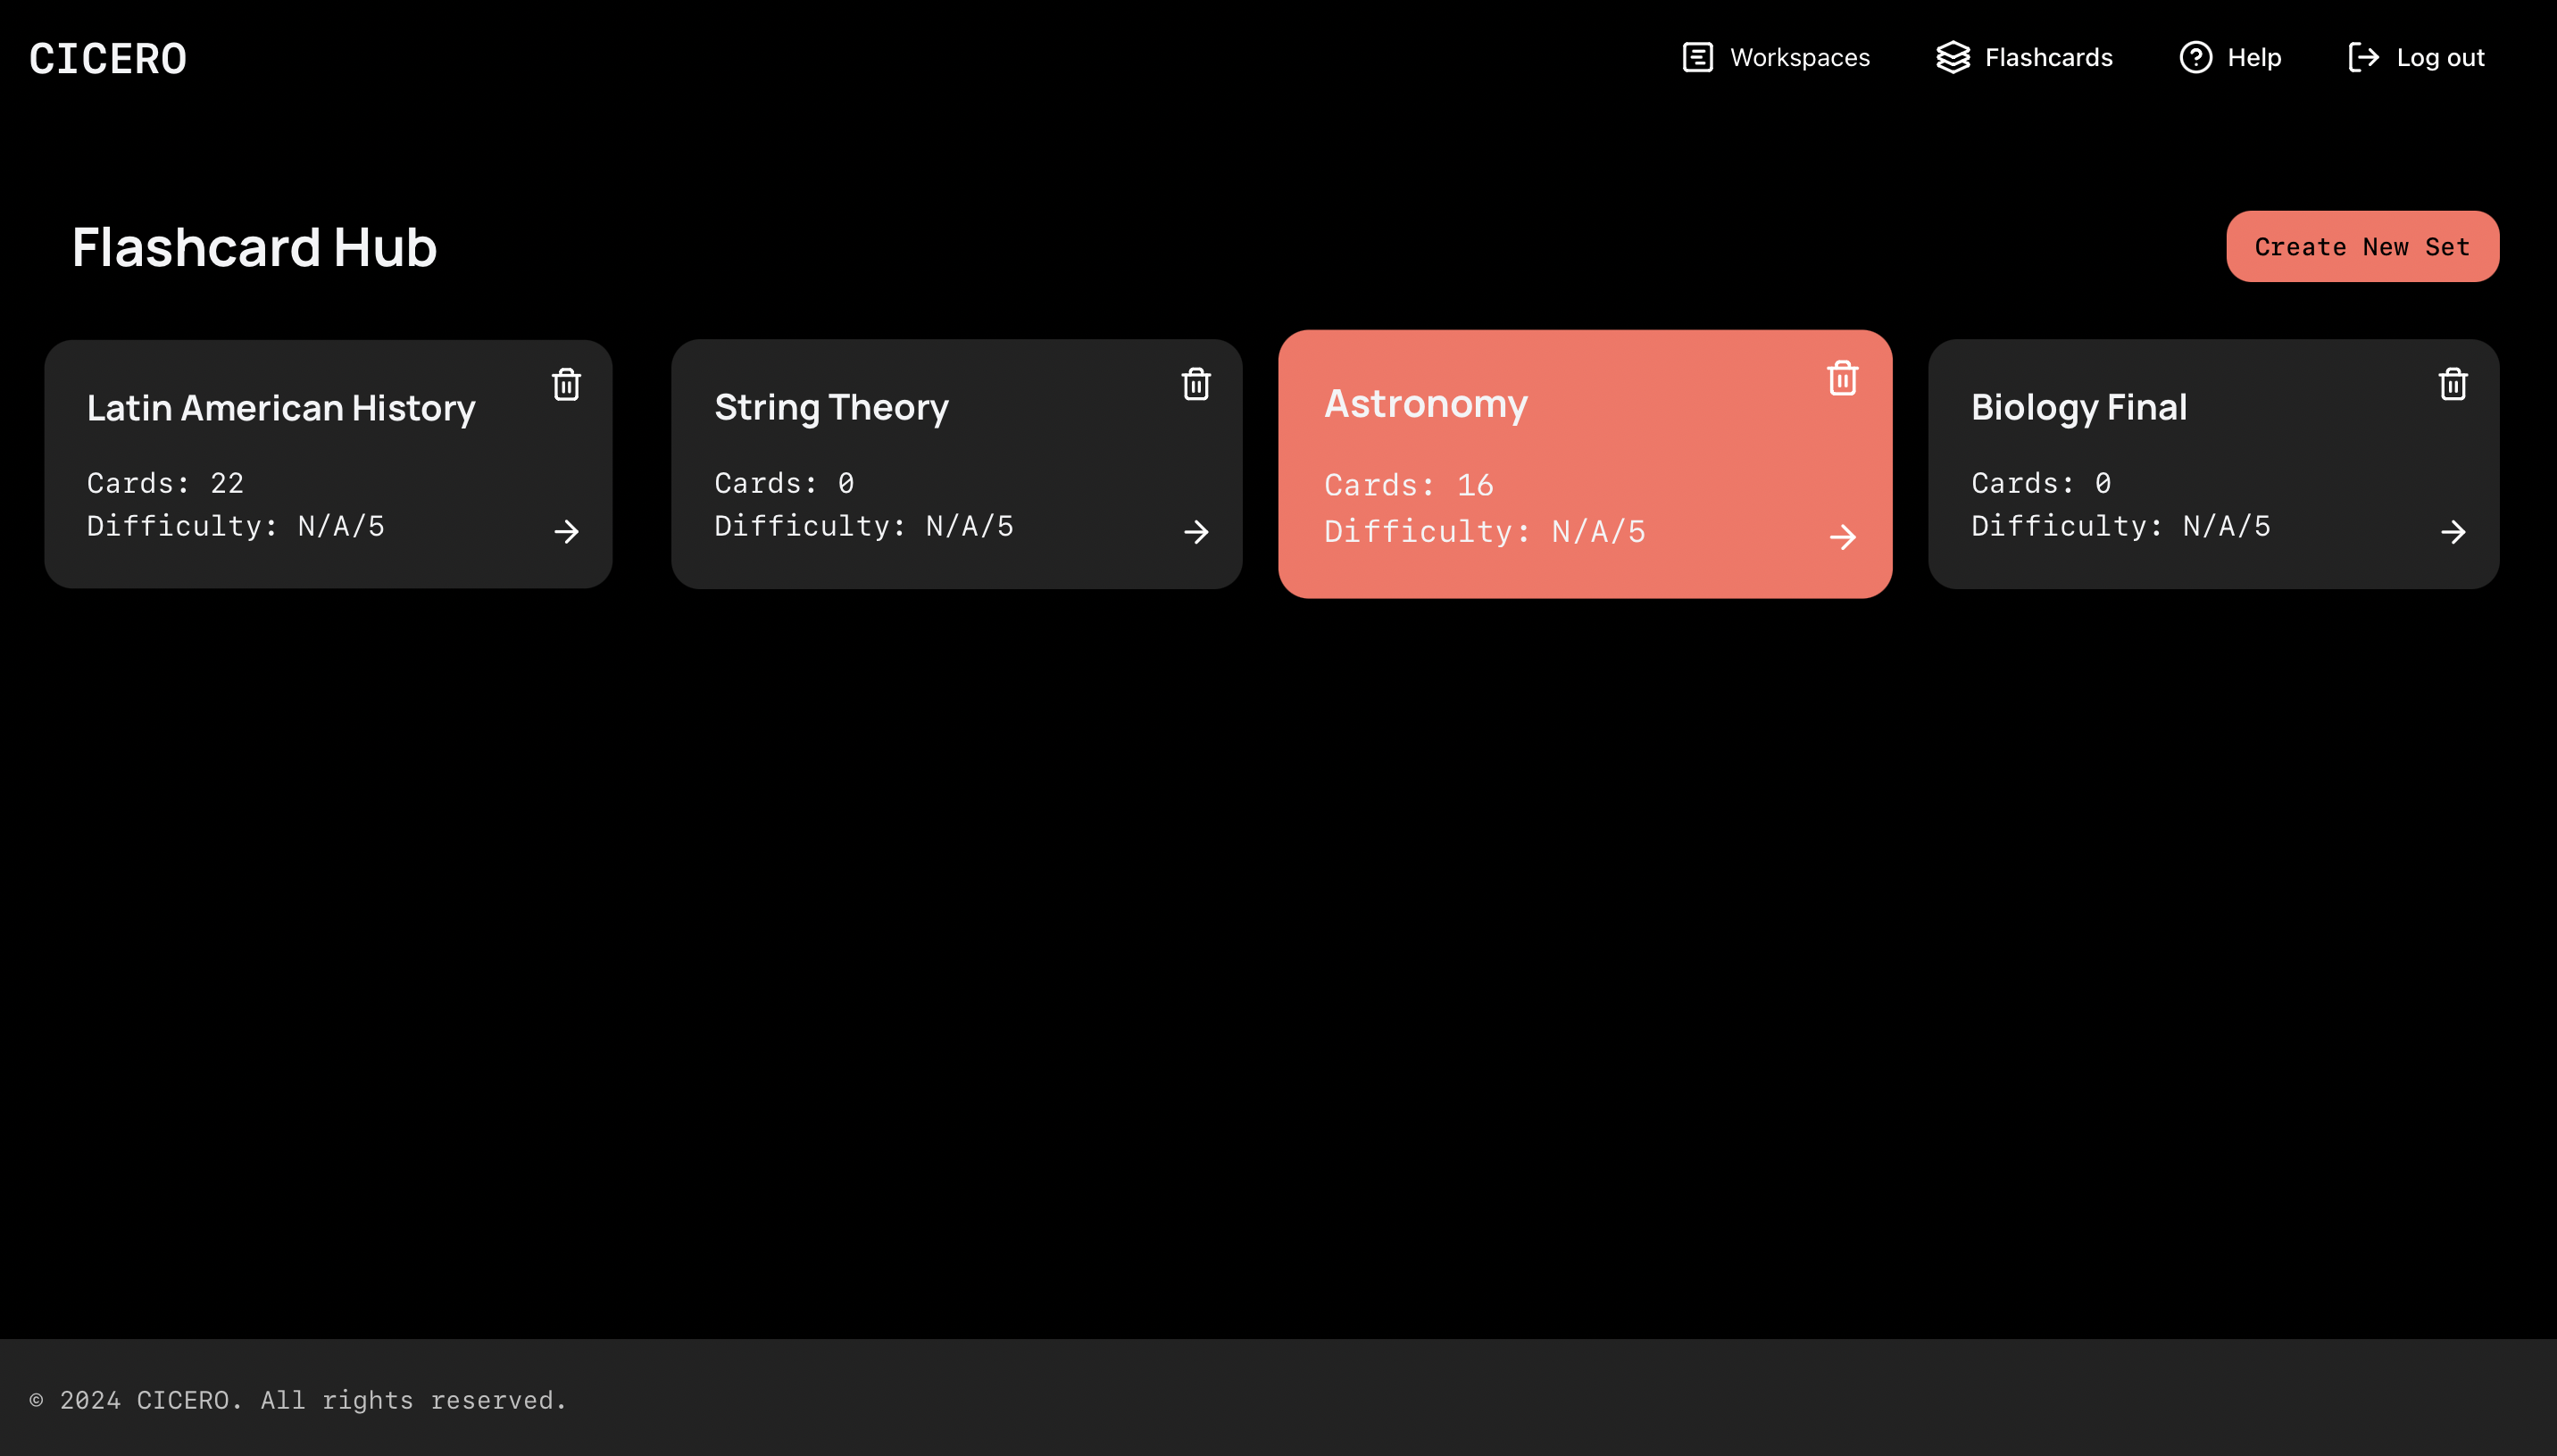 CICERO
Workspaces
Flashcards
Help
Log out
Flashcard Hub
Create New Set
Latin American History
Cards: 22
Difficulty: N/A/5
String Theory
Cards: 0
Difficulty: N/A/5
Astronomy
Cards: 16
Difficulty: N/A/5
Biology Final
Cards: 0
Difficulty: N/A/5
© 2024 CICERO. All rights reserved.